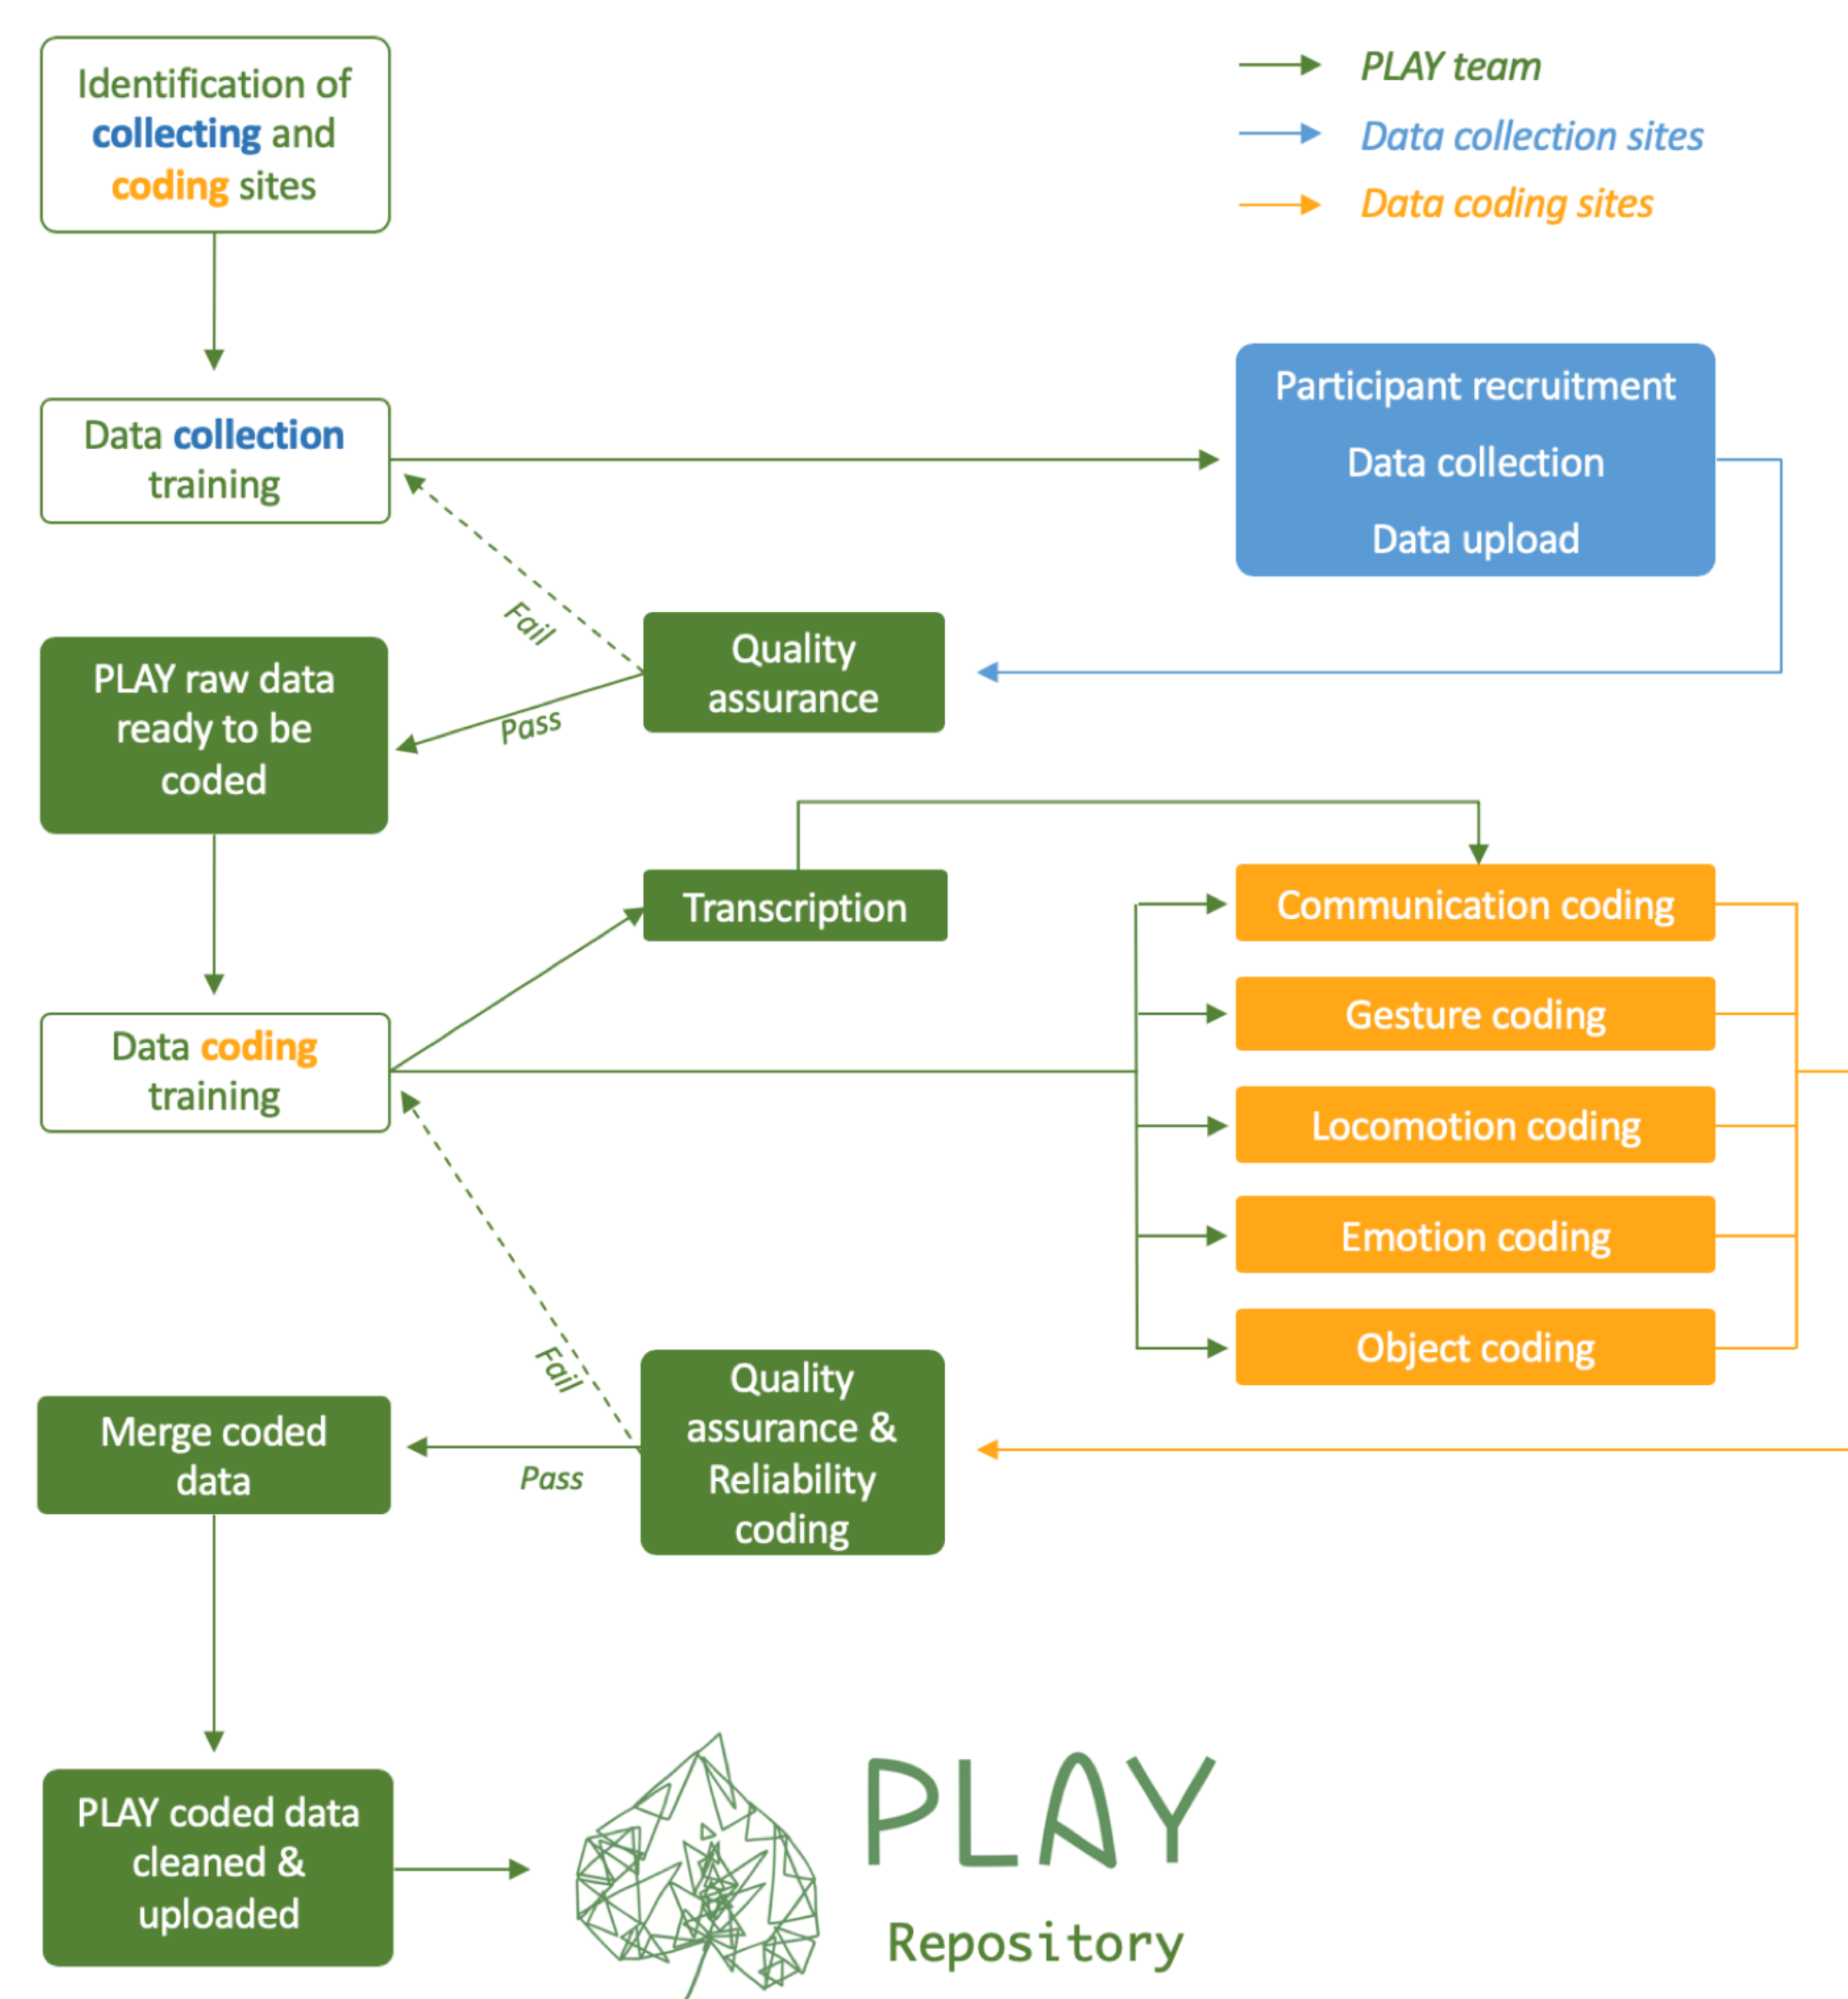 Identification of
collecting and
coding sites
PLAY team
Data collection sites
Data coding sites
Data collection
training
Participant recruitment
Data collection
Data upload
Fail
Quality
assurance
Pass
PLAY raw data
ready to be
coded
Transcription
Communication coding
Gesture coding
Locomotion coding
Emotion coding
Object coding
Data coding
training
Fail
Quality
assurance &
Reliability
coding
Pass
Merge coded
data
PLAY coded data
cleaned &
uploaded
PLAY
Repository